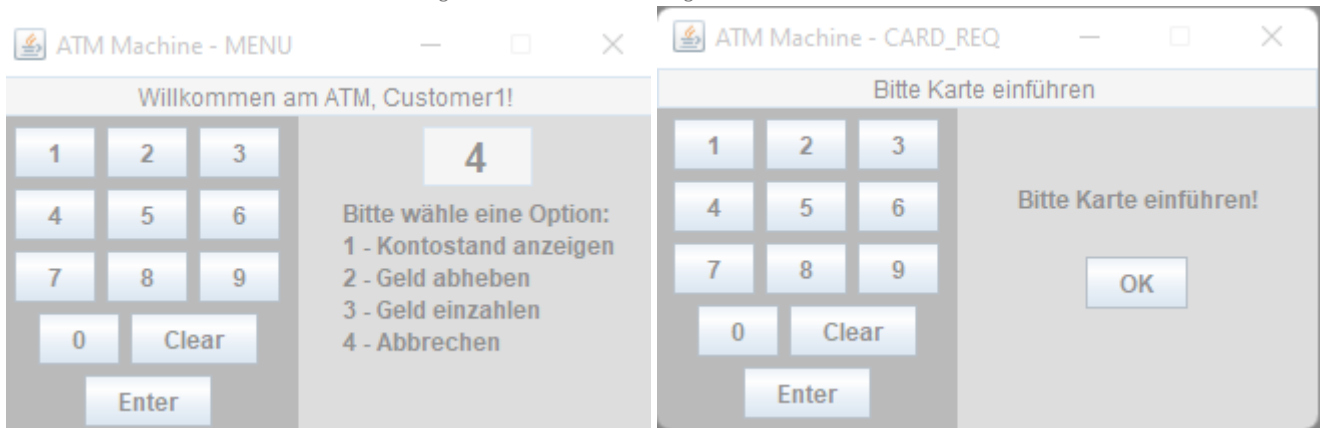 ATM Machine - MENU
Willkommen am ATM, Customer1!
1 2 3
4 5 6
7 8 9
0 Clear
Enter
4
Bitte wähle eine Option:
1 - Kontostand anzeigen
2 - Geld abheben
3 - Geld einzahlen
4 - Abbrechen
ATM Machine - CARD_REQ
Bitte Karte einführen
1 2 3
4 5 6
7 8 9
0 Clear
Enter
Bitte Karte einführen!
OK